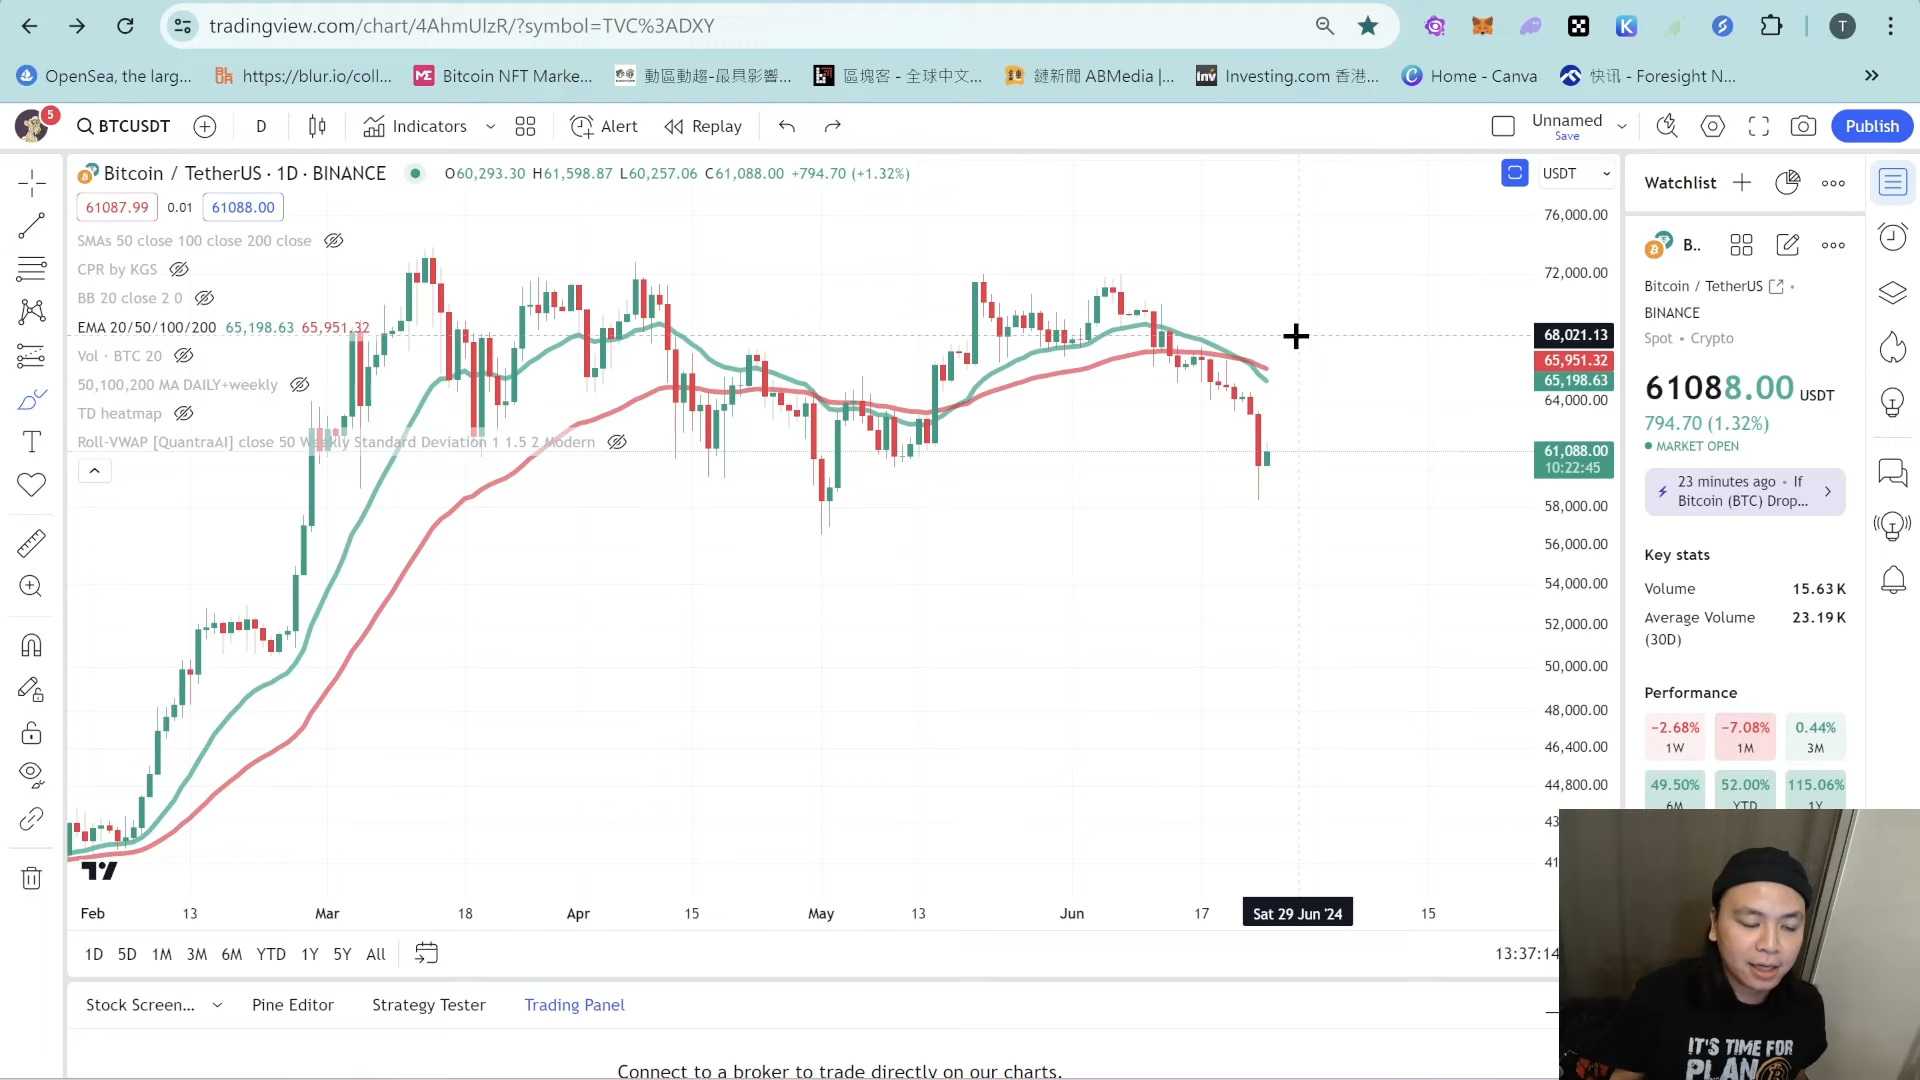 tradingview.com/chart/4AhmUlzR/?symbol=TVC%3ADXY
T
OpenSea, the larg...
https://blur.io/coll...
Bitcoin NFT Marke...
動區動趨-最具影響...
區塊客 - 全球中文...
鏈新聞 ABMedia |...
Investing.com 香港...
Home - Canva
快讯 - Foresight N...
5
BTCUSDT
D
Indicators
Alert
Replay
Unnamed
Save
Publish
Bitcoin / TetherUS · 1D · BINANCE
O60,293.30 H61,598.87 L60,257.06 C61,088.00 +794.70 (+1.32%)
USDT
61087.99
0.01
61088.00
SMAs 50 close 100 close 200 close
CPR by KGS
BB 20 close 2 0
EMA 20/50/100/200 65,198.63 65,951.32
Vol · BTC 20
50,100,200 MA DAILY+weekly
TD heatmap
Roll-VWAP [QuantraAI] close 50 Weekly Standard Deviation 1 1.5 2 Modern
76,000.00
72,000.00
68,021.13
65,951.32
65,198.63
64,000.00
61,088.00
10:22:45
58,000.00
56,000.00
54,000.00
52,000.00
50,000.00
48,000.00
46,400.00
44,800.00
43
41
Feb
13
Mar
18
Apr
15
May
13
Jun
17
Sat 29 Jun '24
15
1D
5D
1M
3M
6M
YTD
1Y
5Y
All
13:37:14
Stock Screen...
Pine Editor
Strategy Tester
Trading Panel
Connect to a broker to trade directly on our charts.
Watchlist
B..
Bitcoin / TetherUS
BINANCE
Spot • Crypto
61088.00 USDT
794.70 (1.32%)
MARKET OPEN
23 minutes ago • If
Bitcoin (BTC) Drop...
Key stats
Volume 15.63K
Average Volume 23.19K
(30D)
Performance
−2.68%
1W
−7.08%
1M
0.44%
3M
49.50%
6M
52.00%
YTD
115.06%
1Y
IT'S TIME FOR
PLAN B